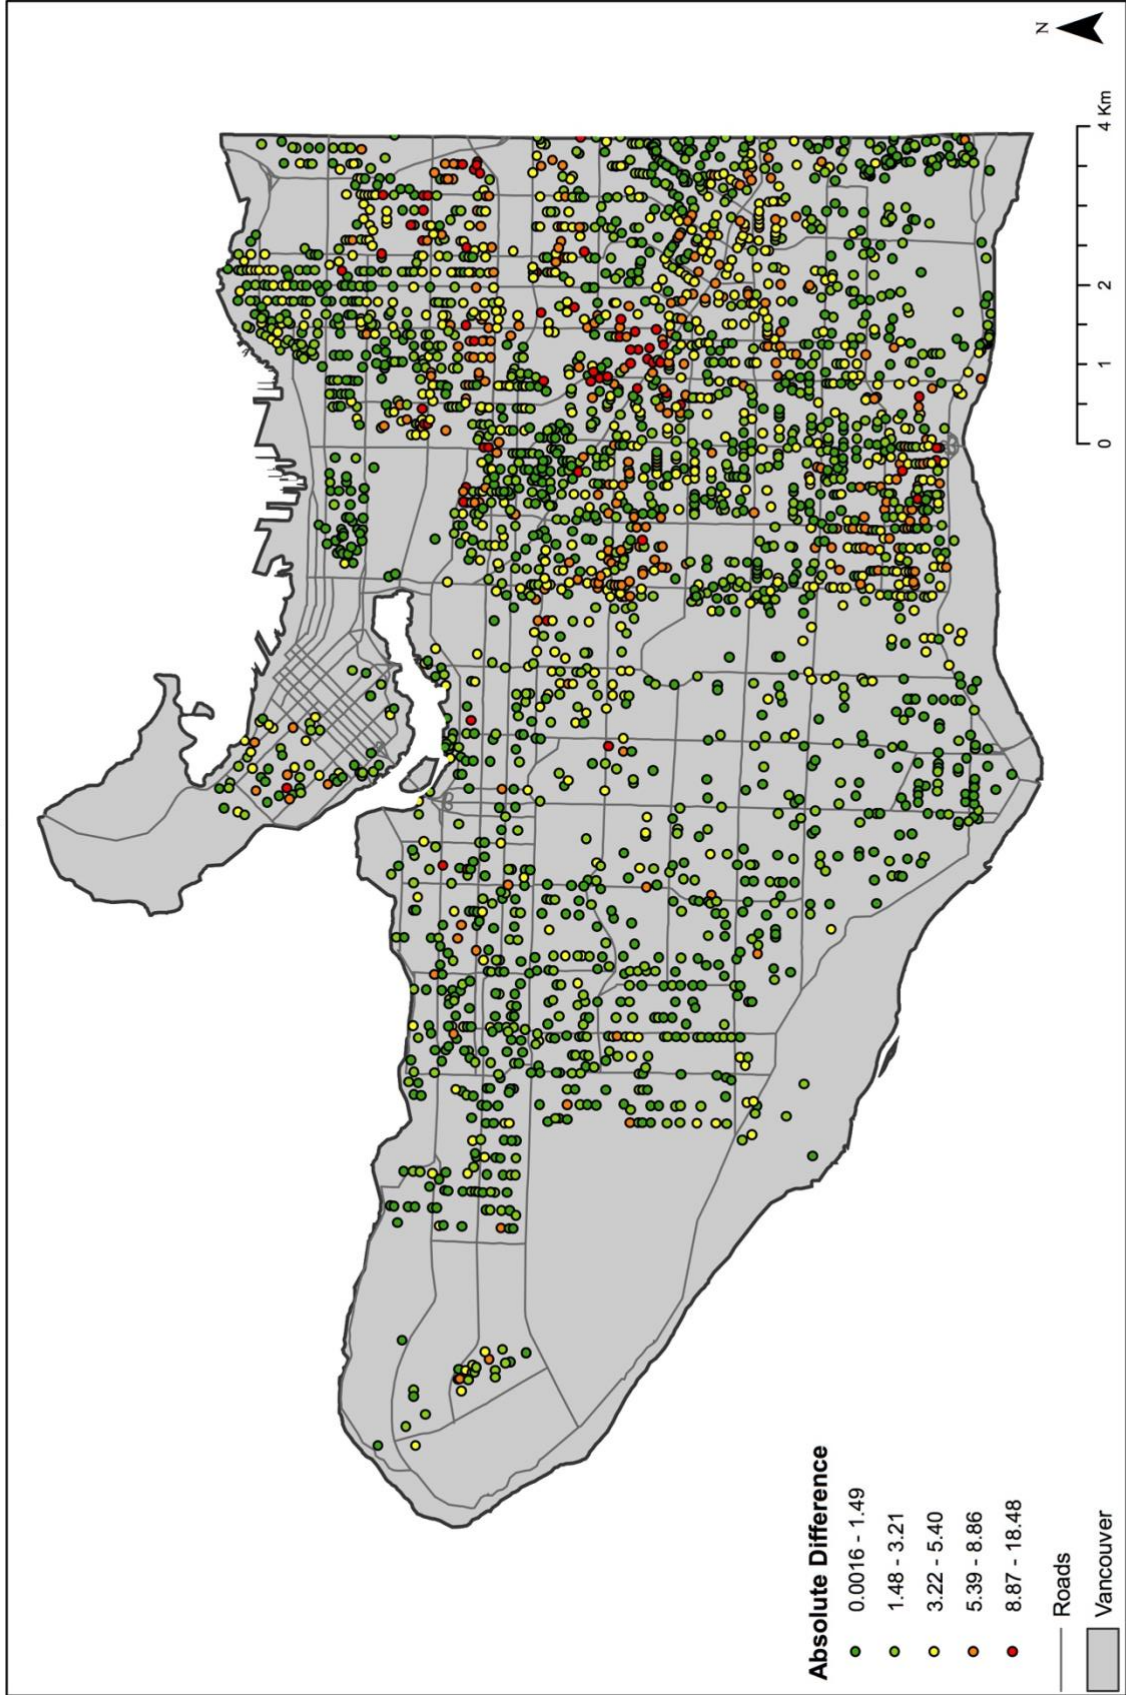 N
0 1 2 4 Km
Absolute Difference
0.0016 - 1.49
1.48 - 3.21
3.22 - 5.40
5.39 - 8.86
8.87 - 18.48
Roads
Vancouver